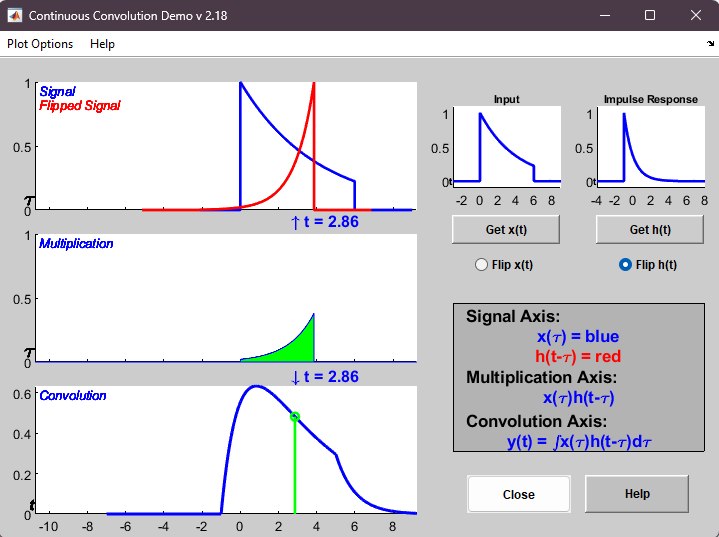 Continuous Convolution Demo v 2.18
Plot Options Help
Signal
Flipped Signal
1
0.5
0
τ
↑ t = 2.86
Multiplication
1
0.5
0
τ
↓ t = 2.86
Convolution
0.6
0.4
0.2
0
t
-10 -8 -6 -4 -2 0 2 4 6 8
Input
1
0.5
0
t
-2 0 2 4 6 8
Impulse Response
1
0.5
0
t
-4 -2 0 2 4 6 8
Get x(t)
Get h(t)
Flip x(t)
Flip h(t)
Signal Axis:
x(τ) = blue
h(t-τ) = red
Multiplication Axis:
x(τ)h(t-τ)
Convolution Axis:
y(t) = ∫x(τ)h(t-τ)dτ
Close
Help